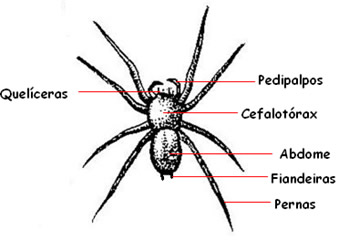 Pedipalpos
Quelíceras
Cefalotórax
Abdome
Fiandeiras
Pernas